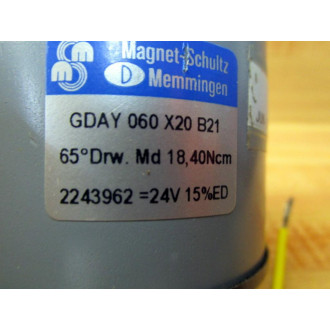 Magnet-Schultz
D Memmingen
GDAY 060 X20 B21
65°Drw. Md 18,40Ncm
2243962 =24V 15%ED